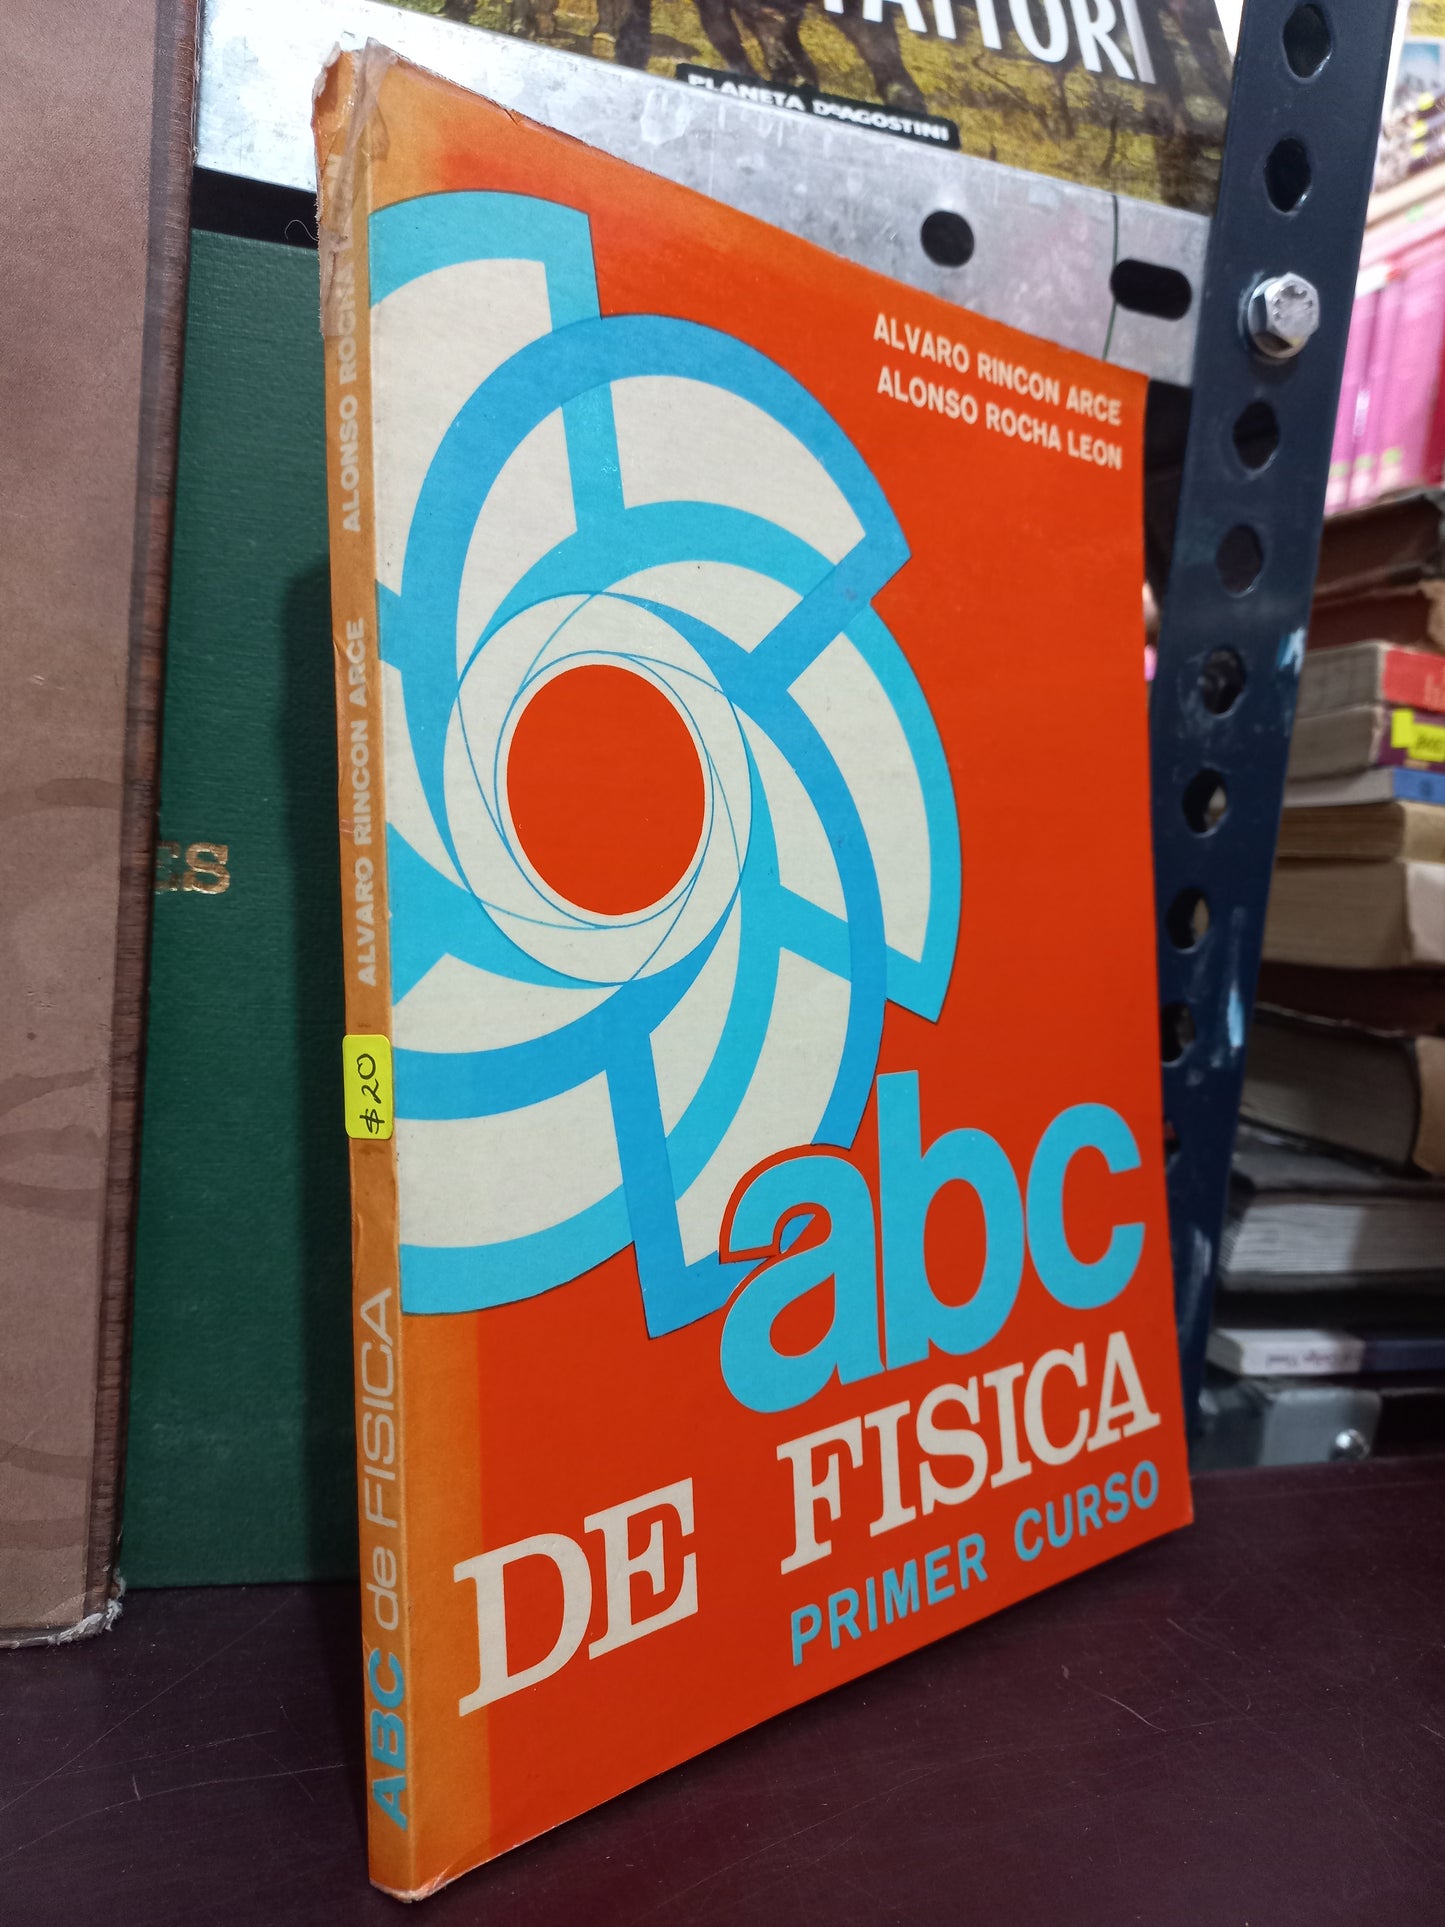 PLANETA DeAGOSTINI
ALVARO RINCON ARCE
ALONSO ROCHA LEON
abc
DE FISICA
PRIMER CURSO
ABC de FISICA
$20
ALVARO RINCON ARCE
ALONSO ROCHA
ES